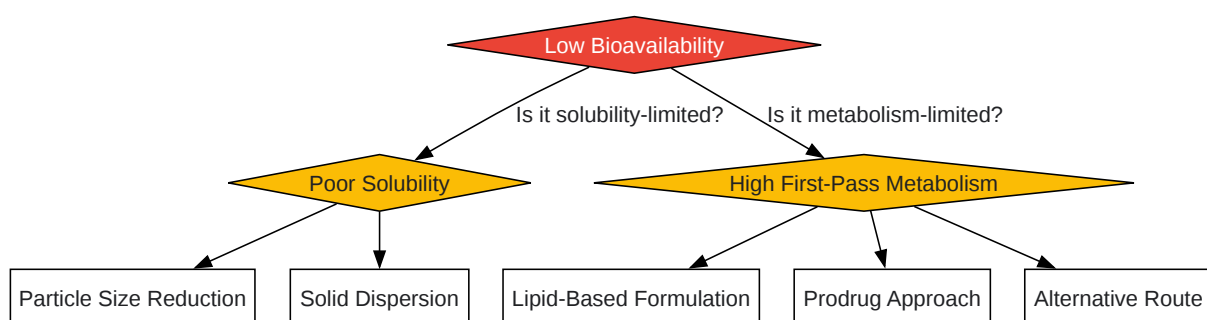 Low Bioavailability
Is it solubility-limited?
Is it metabolism-limited?
Poor Solubility
High First-Pass Metabolism
Particle Size Reduction
Solid Dispersion
Lipid-Based Formulation
Prodrug Approach
Alternative Route